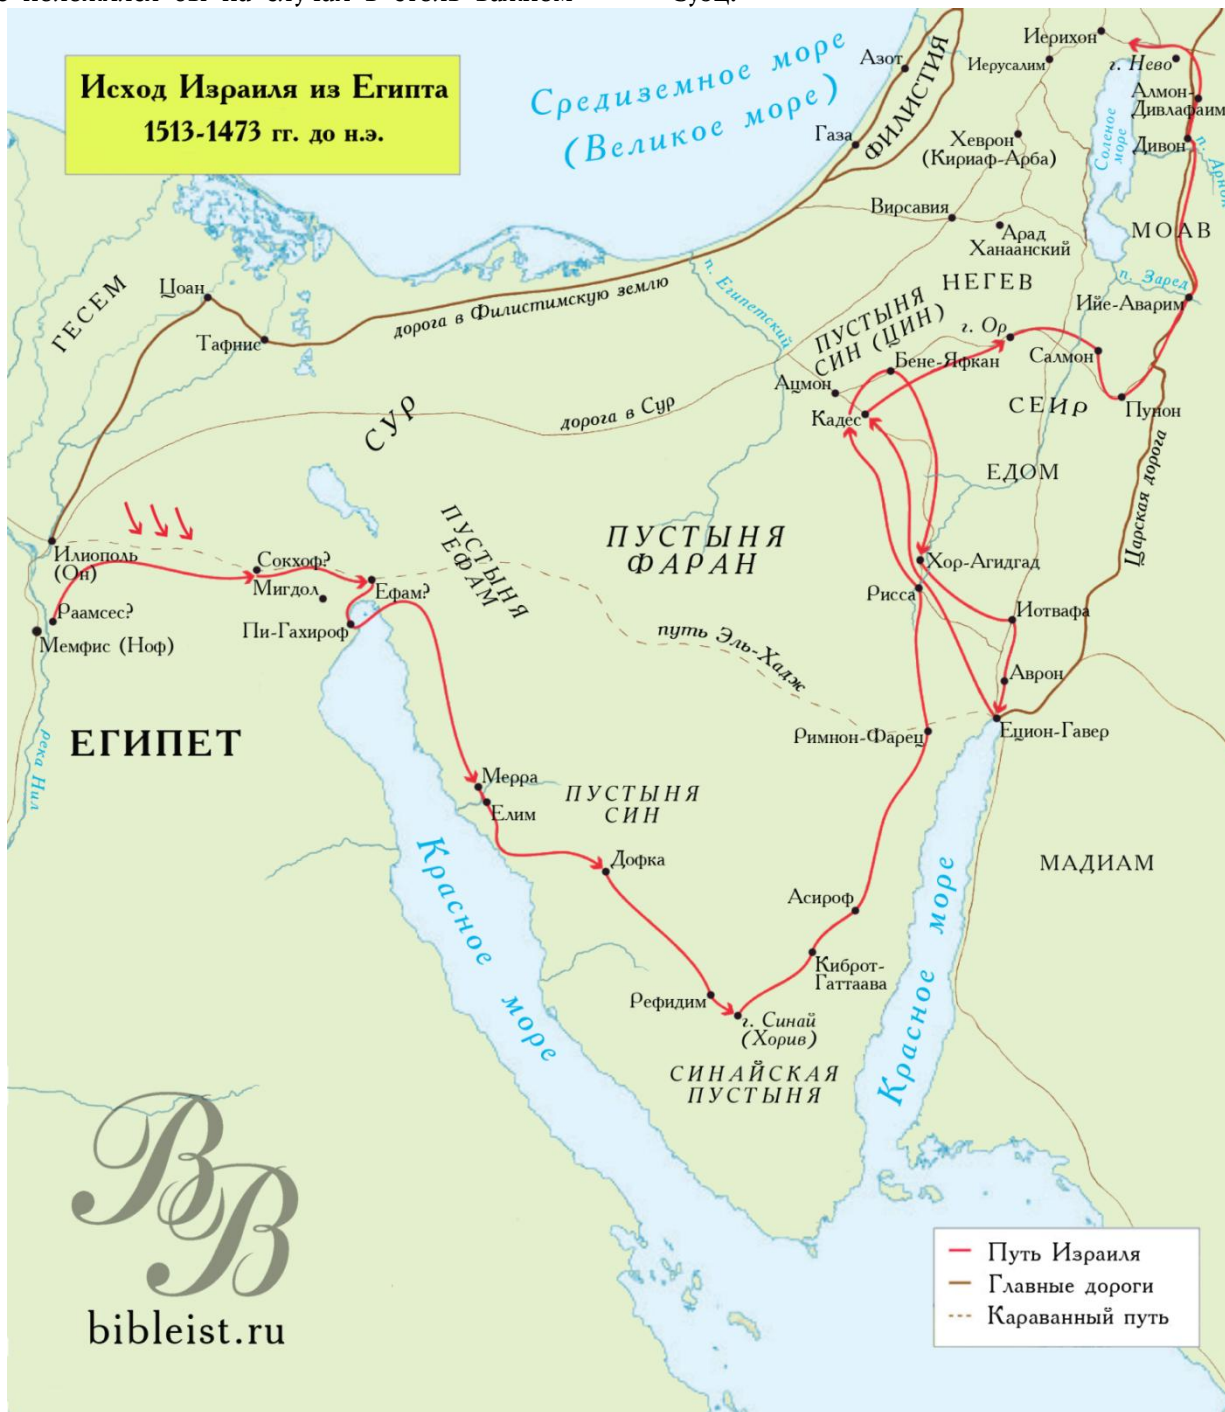 Исход Израиля из Египта
1513-1473 гг. до н.э.
Средиземное море
(Великое море)
Азот
Газа
ФИЛИСТИЯ
Иерихон
Иерусалим
г. Нево
Алмон-
Дивлафаим
Дивон
п. Арнон
Хеврон
(Кириаф-Арба)
Соленое
море
Вирсавия
Арад
Ханаанский
МОАВ
НЕГЕВ
п. Заред
Ийе-Аварим
ГЕСЕМ
Цоан
Тафнис
дорога в Филистимскую землю
п. Египетский
ПУСТЫНЯ
СИН (ЦИН)
г. Ор
Бене-Яфкан
Салмон
Ацмон
Кадес
СЕИР
Пунон
СУР
дорога в Сур
ЕДОМ
Царская дорога
Илиополь
(Он)
Сокхоф?
Мигдол
Ефам?
ПУСТЫНЯ
ЕФАМ
ПУСТЫНЯ
ФАРАН
Хор-Агидгад
Рисса
Раамсес?
Мемфис (Ноф)
Пи-Гахироф
Иотвафа
путь Эль-Хадж
Аврон
ЕГИПЕТ
река Нил
Римнон-Фарец
Ецион-Гавер
Мерра
Елим
ПУСТЫНЯ
СИН
Дофка
МАДИАМ
Красное море
Асироф
Киброт-
Гаттаава
Красное море
Рефидим
г. Синай
(Хорив)
СИНАЙСКАЯ
ПУСТЫНЯ
BB
bibleist.ru
Путь Израиля
Главные дороги
Караванный путь